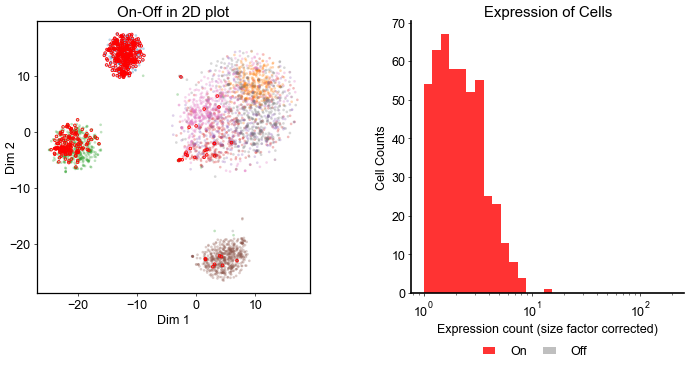 On-Off in 2D plot
10
0
−10
−20
Dim 2
−20 −10 0 10
Dim 1
Expression of Cells
70
60
50
40
30
20
10
0
Cell Counts
10^0 10^1 10^2
Expression count (size factor corrected)
On Off